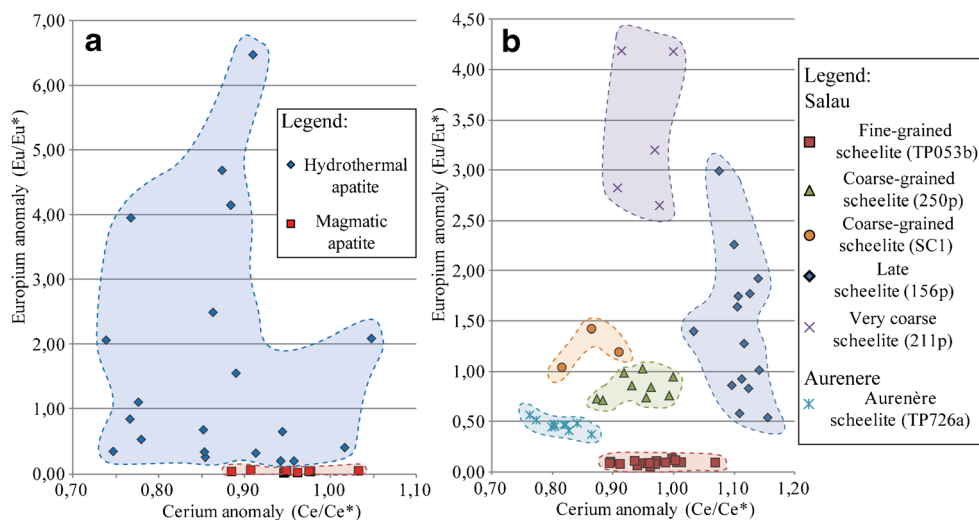 a
7,00
6,00
5,00
4,00
3,00
2,00
1,00
0,00
Europium anomaly (Eu/Eu*)
0,70
0,80
0,90
1,00
1,10
Cerium anomaly (Ce/Ce*)
Legend:
Hydrothermal
apatite
Magmatic
apatite
b
4,50
4,00
3,50
3,00
2,50
2,00
1,50
1,00
0,50
0,00
Europium anomaly (Eu/Eu*)
0,70
0,80
0,90
1,00
1,10
1,20
Cerium anomaly (Ce/Ce*)
Legend:
Salau
Fine-grained
scheelite (TP053b)
Coarse-grained
scheelite (250p)
Coarse-grained
scheelite (SC1)
Late
scheelite (156p)
Very coarse
scheelite (211p)
Aurenere
Aurenère
scheelite (TP726a)